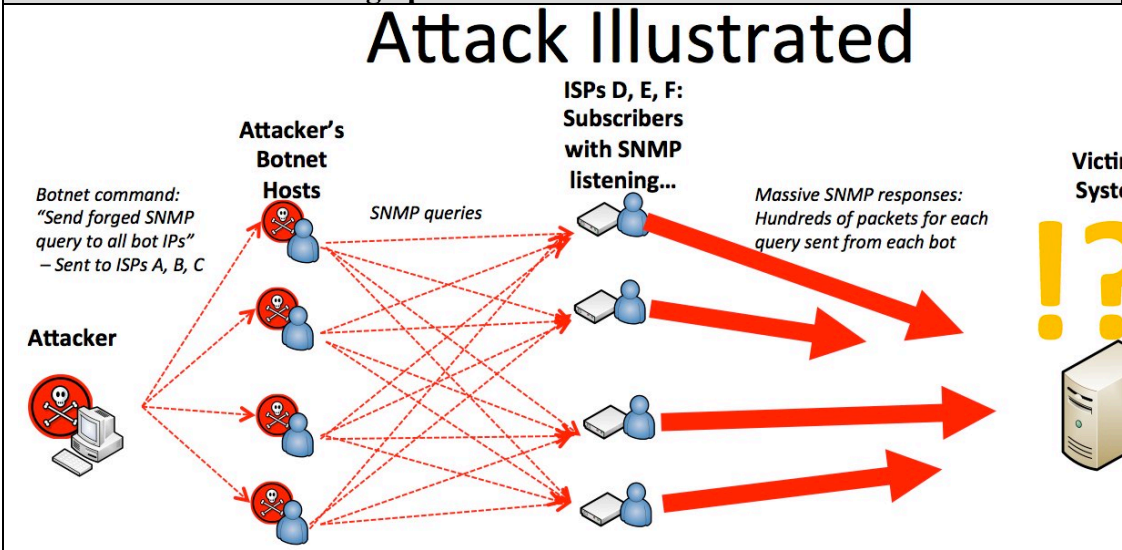 Attack Illustrated
ISPs D, E, F:
Subscribers
with SNMP
listening...
Attacker's
Botnet
Hosts
Victim
Syste
Botnet command:
"Send forged SNMP
query to all bot IPs"
– Sent to ISPs A, B, C
SNMP queries
Massive SNMP responses:
Hundreds of packets for each
query sent from each bot
!?
Attacker